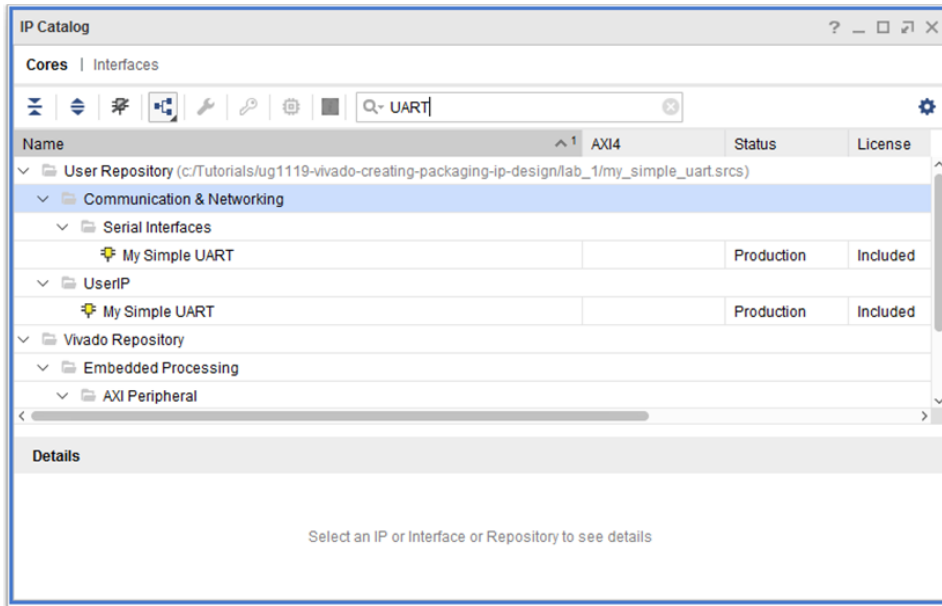 IP Catalog
Cores | Interfaces
UART
Name 1 AXI4 Status License
User Repository (c:/Tutorials/ug1119-vivado-creating-packaging-ip-design/lab_1/my_simple_uart.srcs)
Communication & Networking
Serial Interfaces
My Simple UART Production Included
UserIP
My Simple UART Production Included
Vivado Repository
Embedded Processing
AXI Peripheral
Details
Select an IP or Interface or Repository to see details